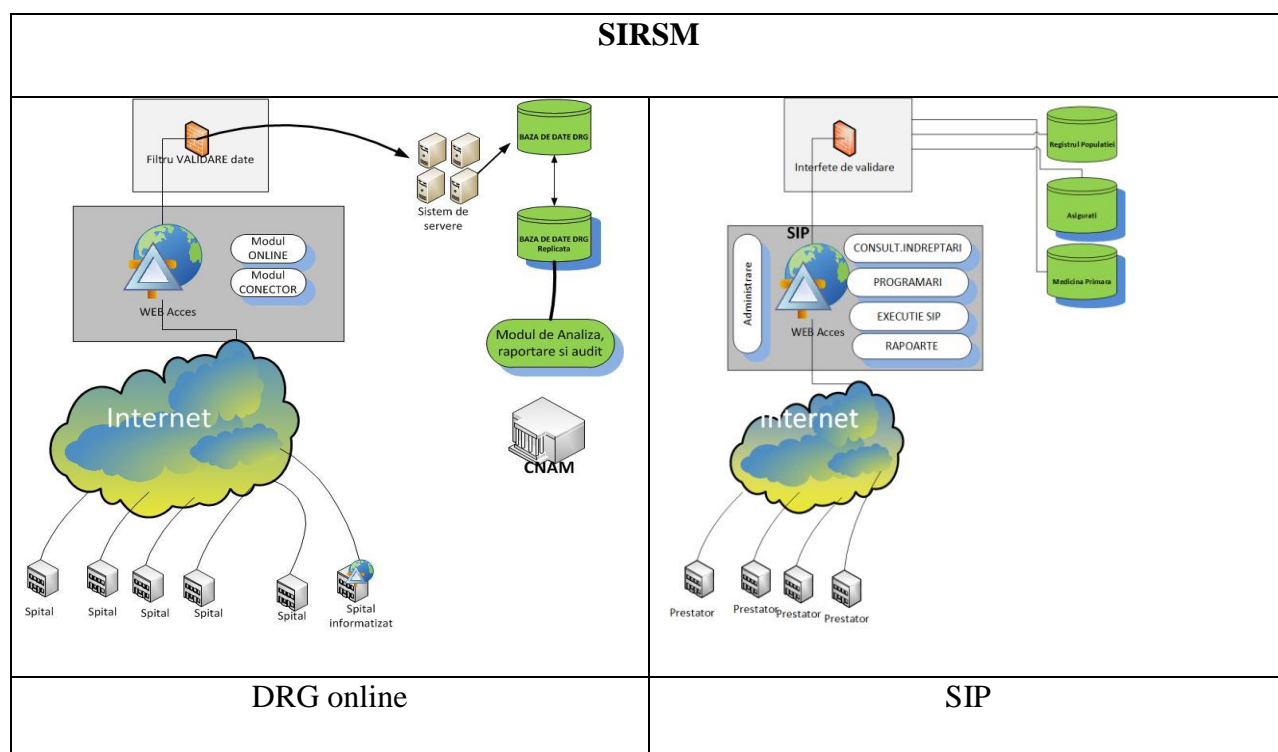 SIRSM
Filtru VALIDARE date
Sistem de
servere
BAZA DE DATE DRG
BAZA DE DATE DRG
Replicata
Modul
ONLINE
Modul
CONECTOR
WEB Acces
Modul de Analiza,
raportare si audit
Internet
CNAM
Spital
Spital
Spital
Spital
Spital
Spital
informatizat
DRG online
Interfete de validare
Registrul Populatiei
Asigurati
Medicina Primara
SIP
Administrare
WEB Acces
CONSULT.INDREPTARI
PROGRAMARI
EXECUTIE SIP
RAPOARTE
Internet
Prestator
Prestator
Prestator
Prestator
SIP